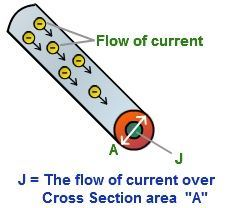 Flow of current
A
J
J = The flow of current over
Cross Section area "A"